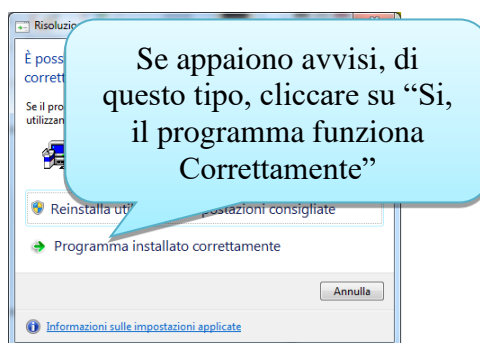 Risoluzio
È poss
corrett
Se il pro
utilizzan
Se appaiono avvisi, di
questo tipo, cliccare su “Si,
il programma funziona
Correttamente”
Reinstalla uti postazioni consigliate
Programma installato correttamente
Annulla
Informazioni sulle impostazioni applicate